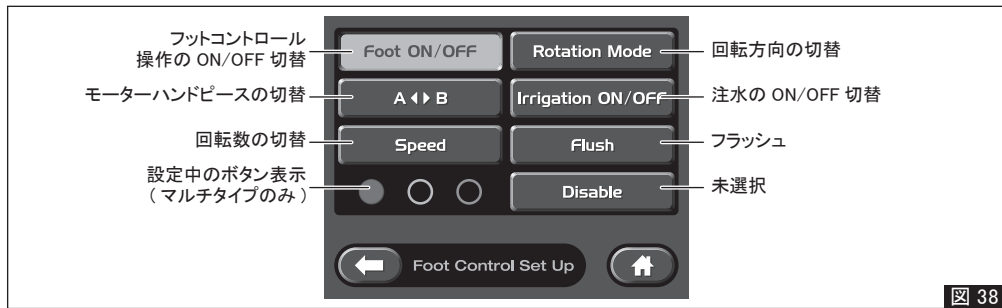 フットコントロール
操作の ON/OFF 切替
Foot ON/OFF
Rotation Mode
回転方向の切替
モーターハンドピースの切替
A ◀▶ B
Irrigation ON/OFF
注水の ON/OFF 切替
回転数の切替
Speed
Flush
フラッシュ
設定中のボタン表示
( マルチタイプのみ )
Disable
未選択
Foot Control Set Up
図 38